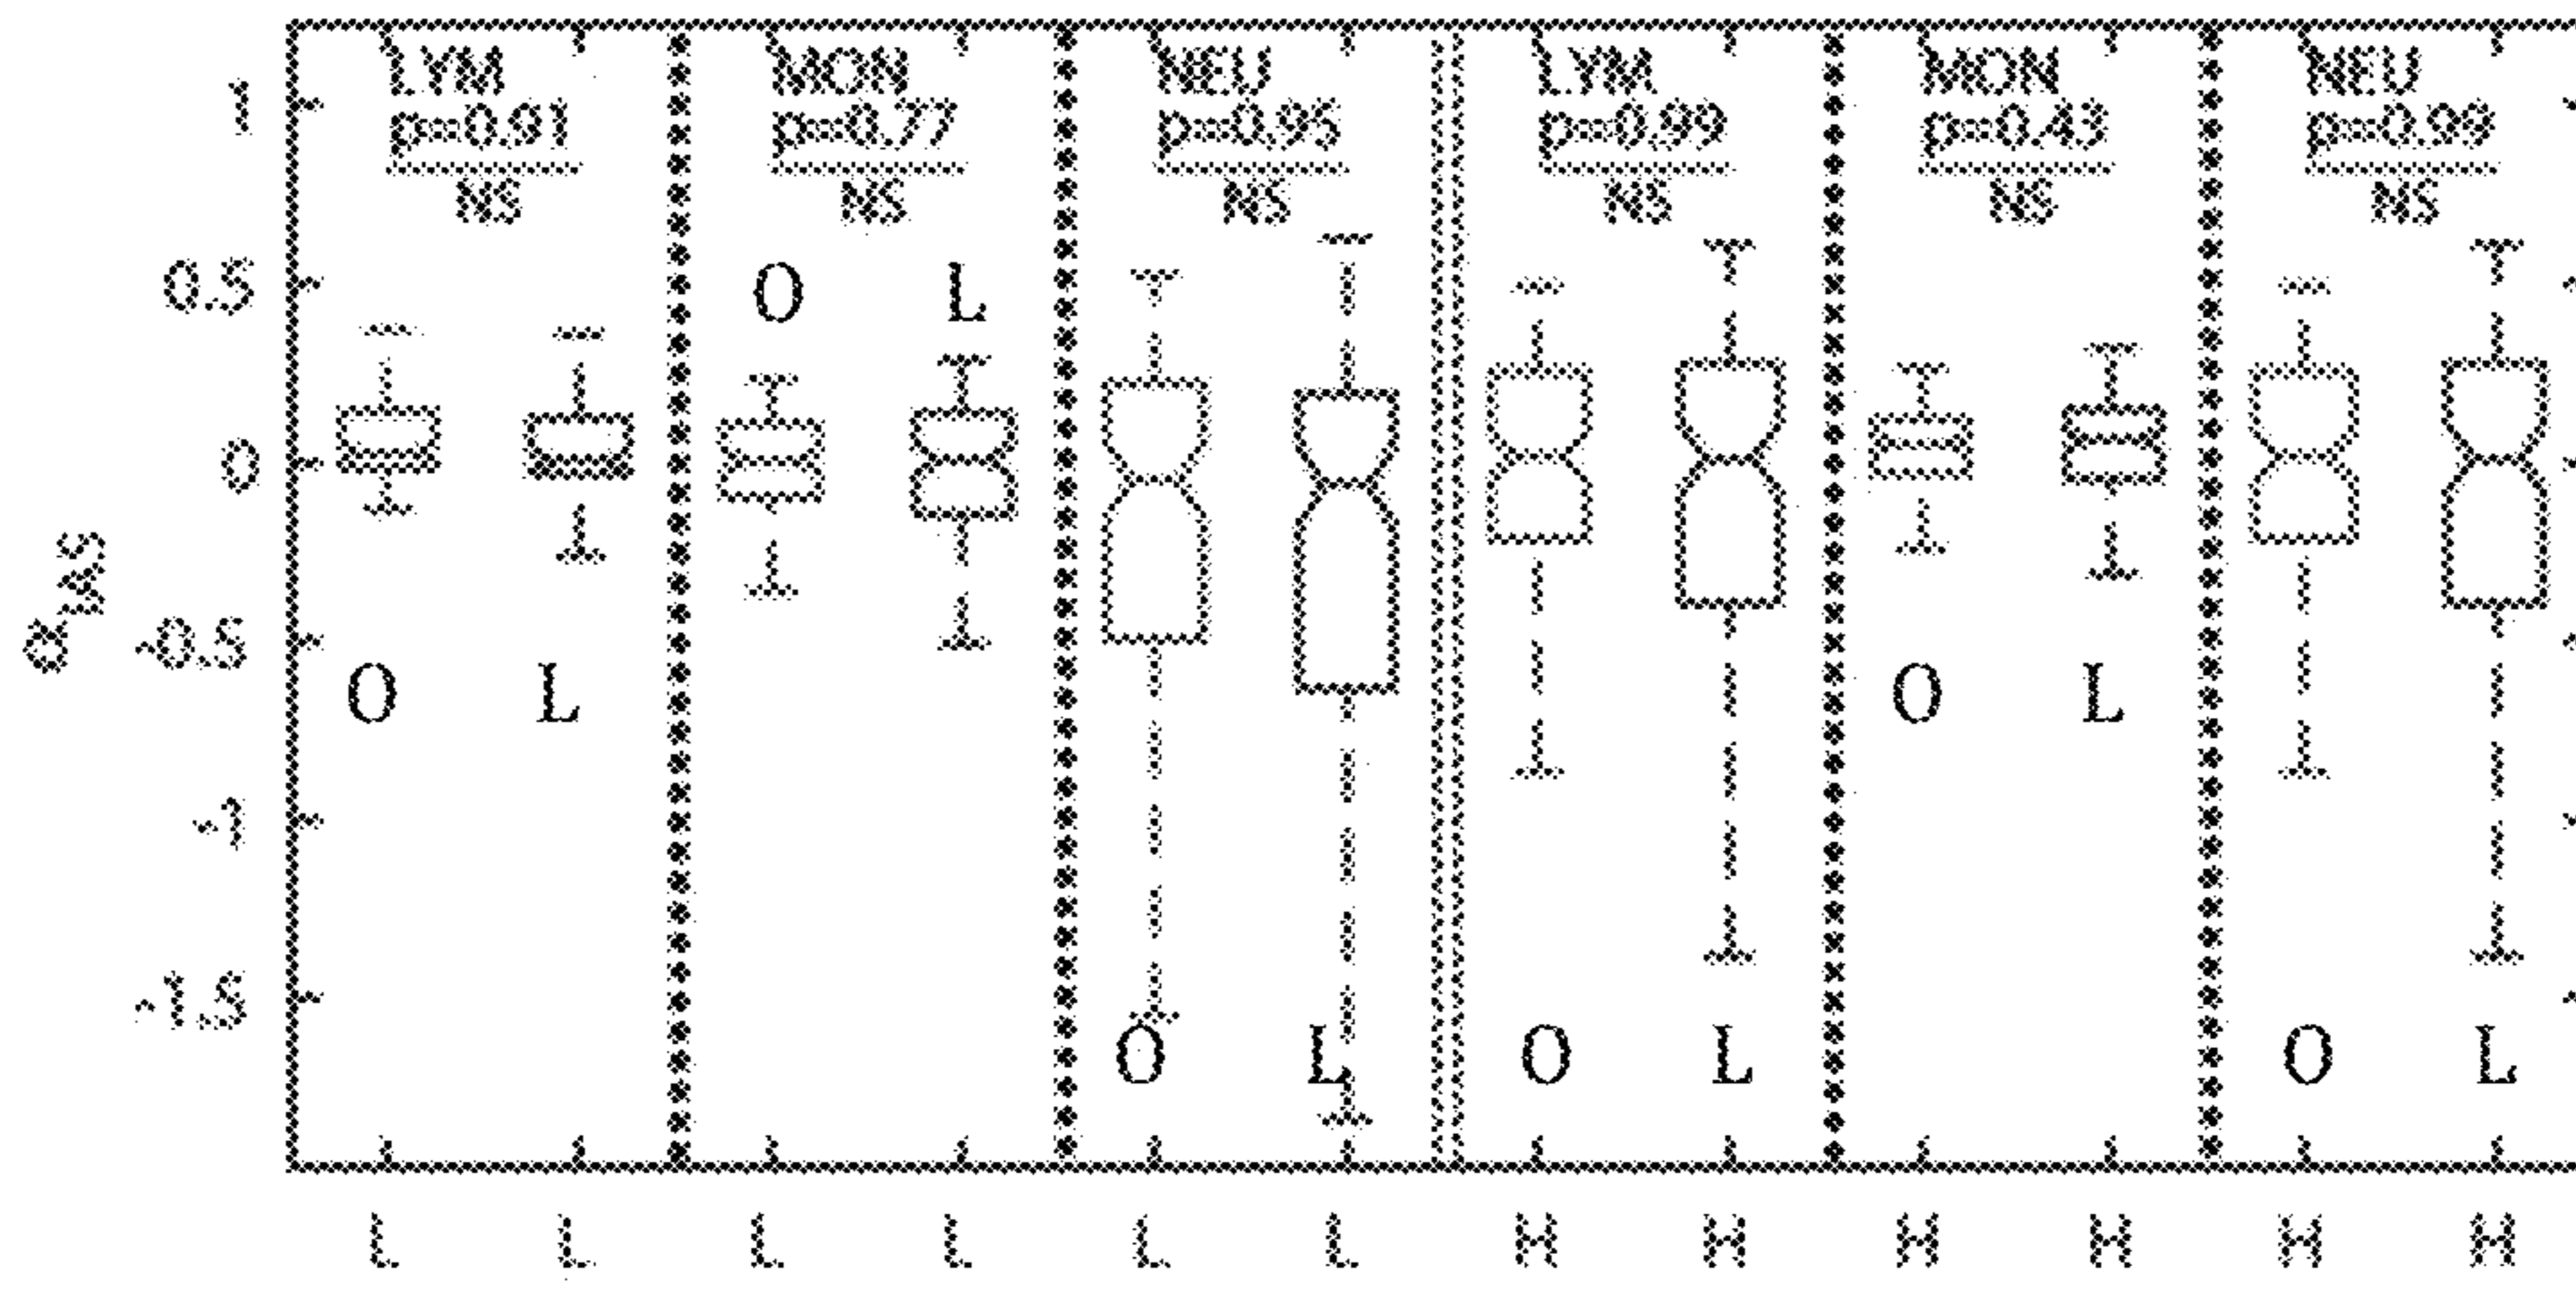 LYM MON NEU LYM MON NEU
1 p=0.91 p=0.77 p=0.95 p=0.99 p=0.43 p=0.99
NS NS NS NS NS NS
0.5 O L
0
α_IAS
-0.5
O L O L
-1
-1.5
O L O L O L
L L L L L L H H H H H H